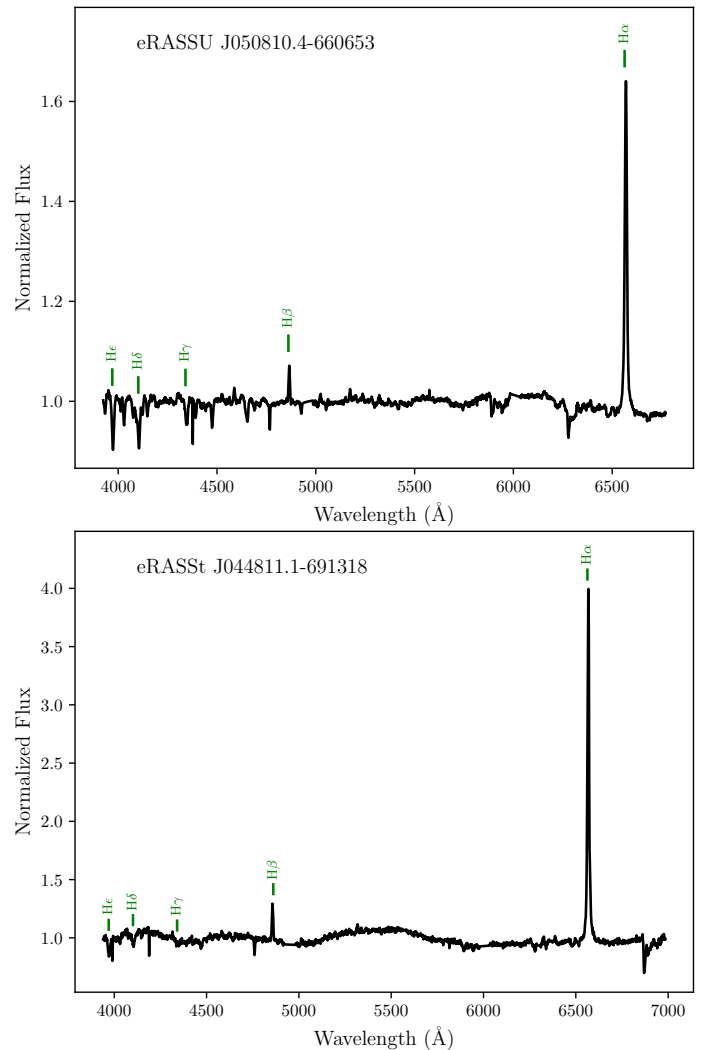 eRASSU J050810.4-660653
Hα
1.6
1.4
1.2
1.0
Hϵ
Hδ
Hγ
Hβ
Normalized Flux
4000 4500 5000 5500 6000 6500
Wavelength (Å)
eRASSt J044811.1-691318
Hα
4.0
3.5
3.0
2.5
2.0
1.5
1.0
Hϵ
Hδ
Hγ
Hβ
Normalized Flux
4000 4500 5000 5500 6000 6500 7000
Wavelength (Å)